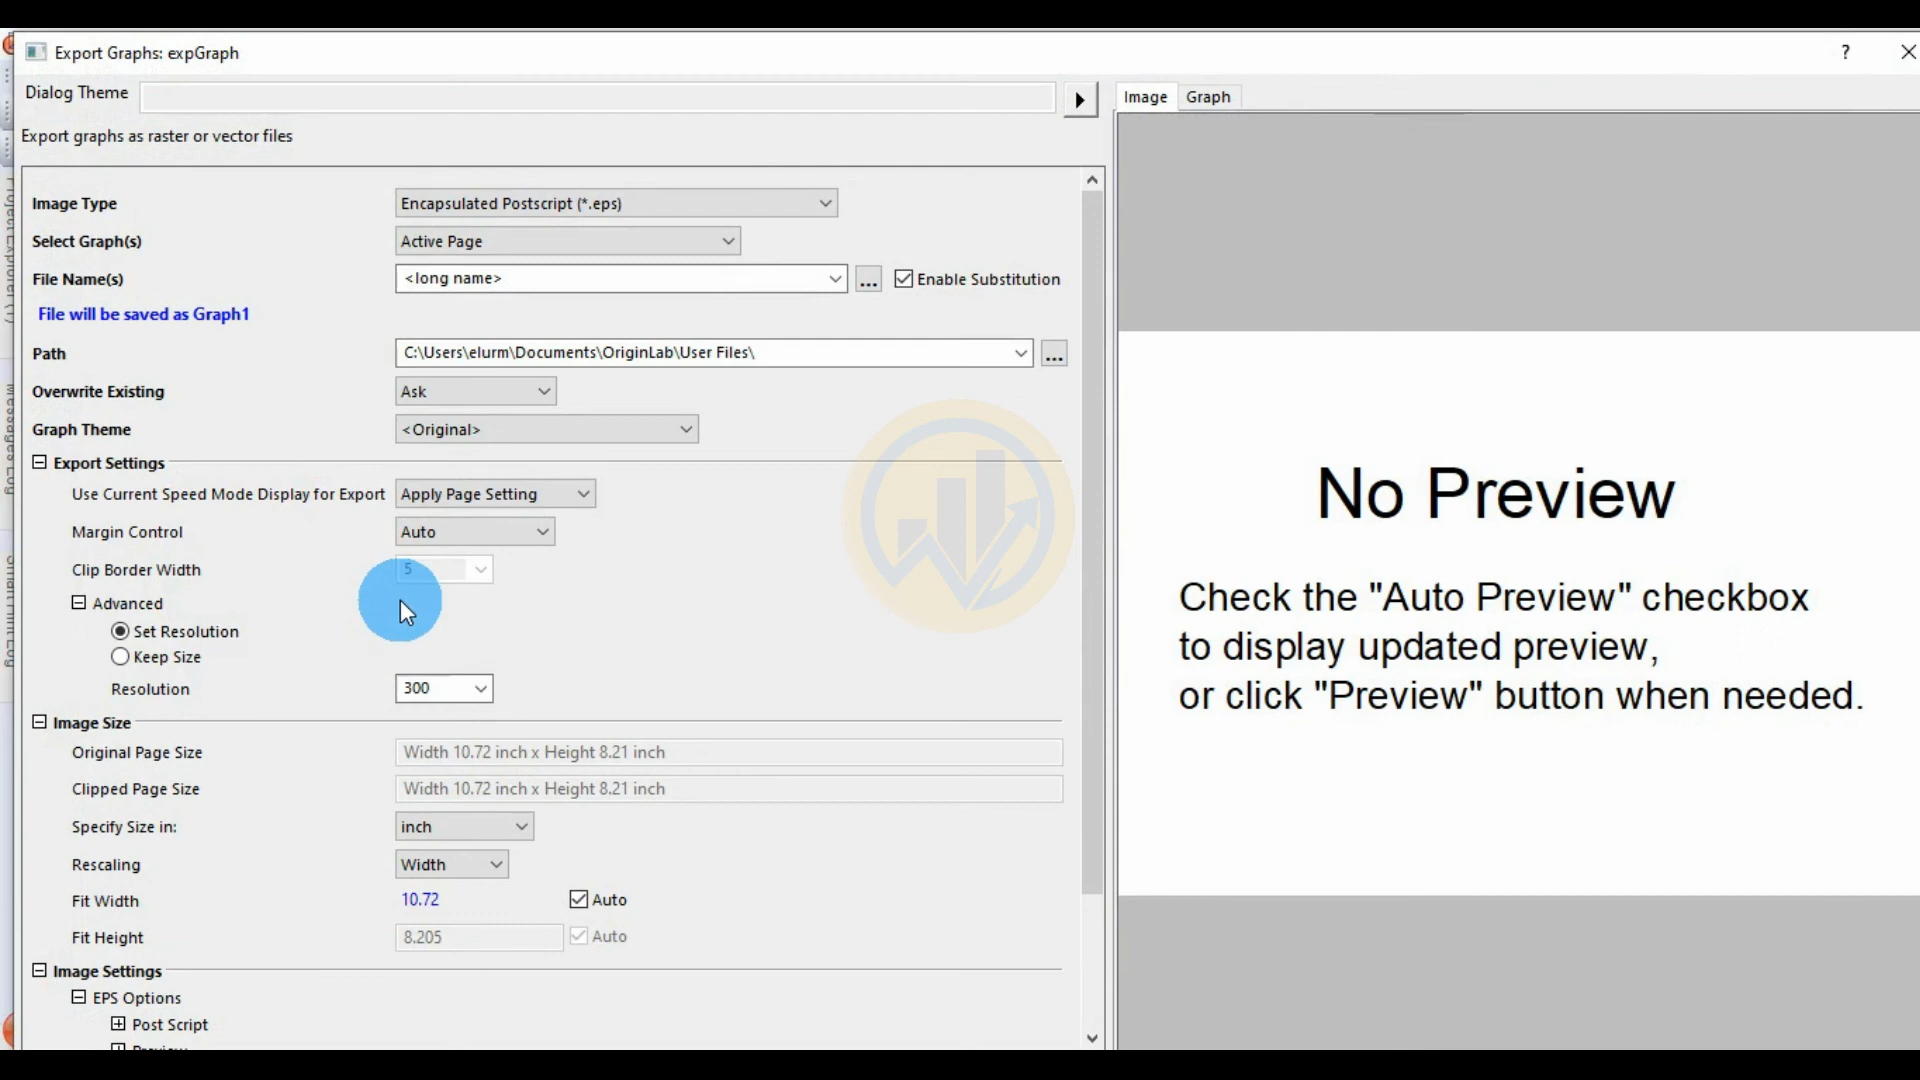 Export Graphs: expGraph
?
Dialog Theme
Image Graph
Export graphs as raster or vector files
Image Type Encapsulated Postscript (*.eps)
Select Graph(s) Active Page
File Name(s) <long name> ... Enable Substitution
File will be saved as Graph1
Path C:\Users\elurm\Documents\OriginLab\User Files\ ...
Overwrite Existing Ask
Graph Theme <Original>
Export Settings
Use Current Speed Mode Display for Export Apply Page Setting
Margin Control Auto
Clip Border Width 5
Advanced
Set Resolution
Keep Size
Resolution 300
Image Size
Original Page Size Width 10.72 inch x Height 8.21 inch
Clipped Page Size Width 10.72 inch x Height 8.21 inch
Specify Size in: inch
Rescaling Width
Fit Width 10.72 Auto
Fit Height 8.205 Auto
Image Settings
EPS Options
Post Script
No Preview
Check the "Auto Preview" checkbox
to display updated preview,
or click "Preview" button when needed.